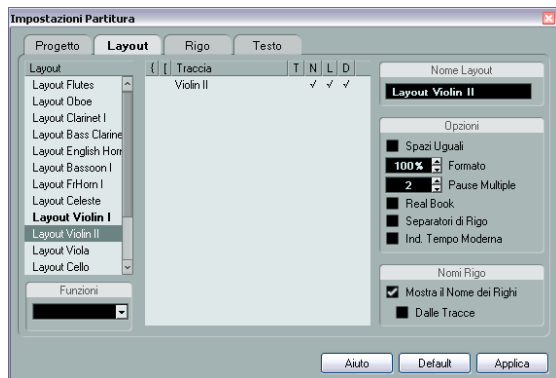 Impostazioni Partitura
Progetto Layout Rigo Testo
Layout
Layout Flutes
Layout Oboe
Layout Clarinet I
Layout Bass Clarine
Layout English Horn
Layout Bassoon I
Layout FrHorn I
Layout Celeste
Layout Violin I
Layout Violin II
Layout Viola
Layout Cello
Funzioni
{ [ Traccia T N L D
Violin II √ √ √
Nome Layout
Layout Violin II
Opzioni
Spazi Uguali
100% Formato
2 Pause Multiple
Real Book
Separatori di Rigo
Ind. Tempo Moderna
Nomi Rigo
Mostra il Nome dei Righi
Dalle Tracce
Aiuto Default Applica